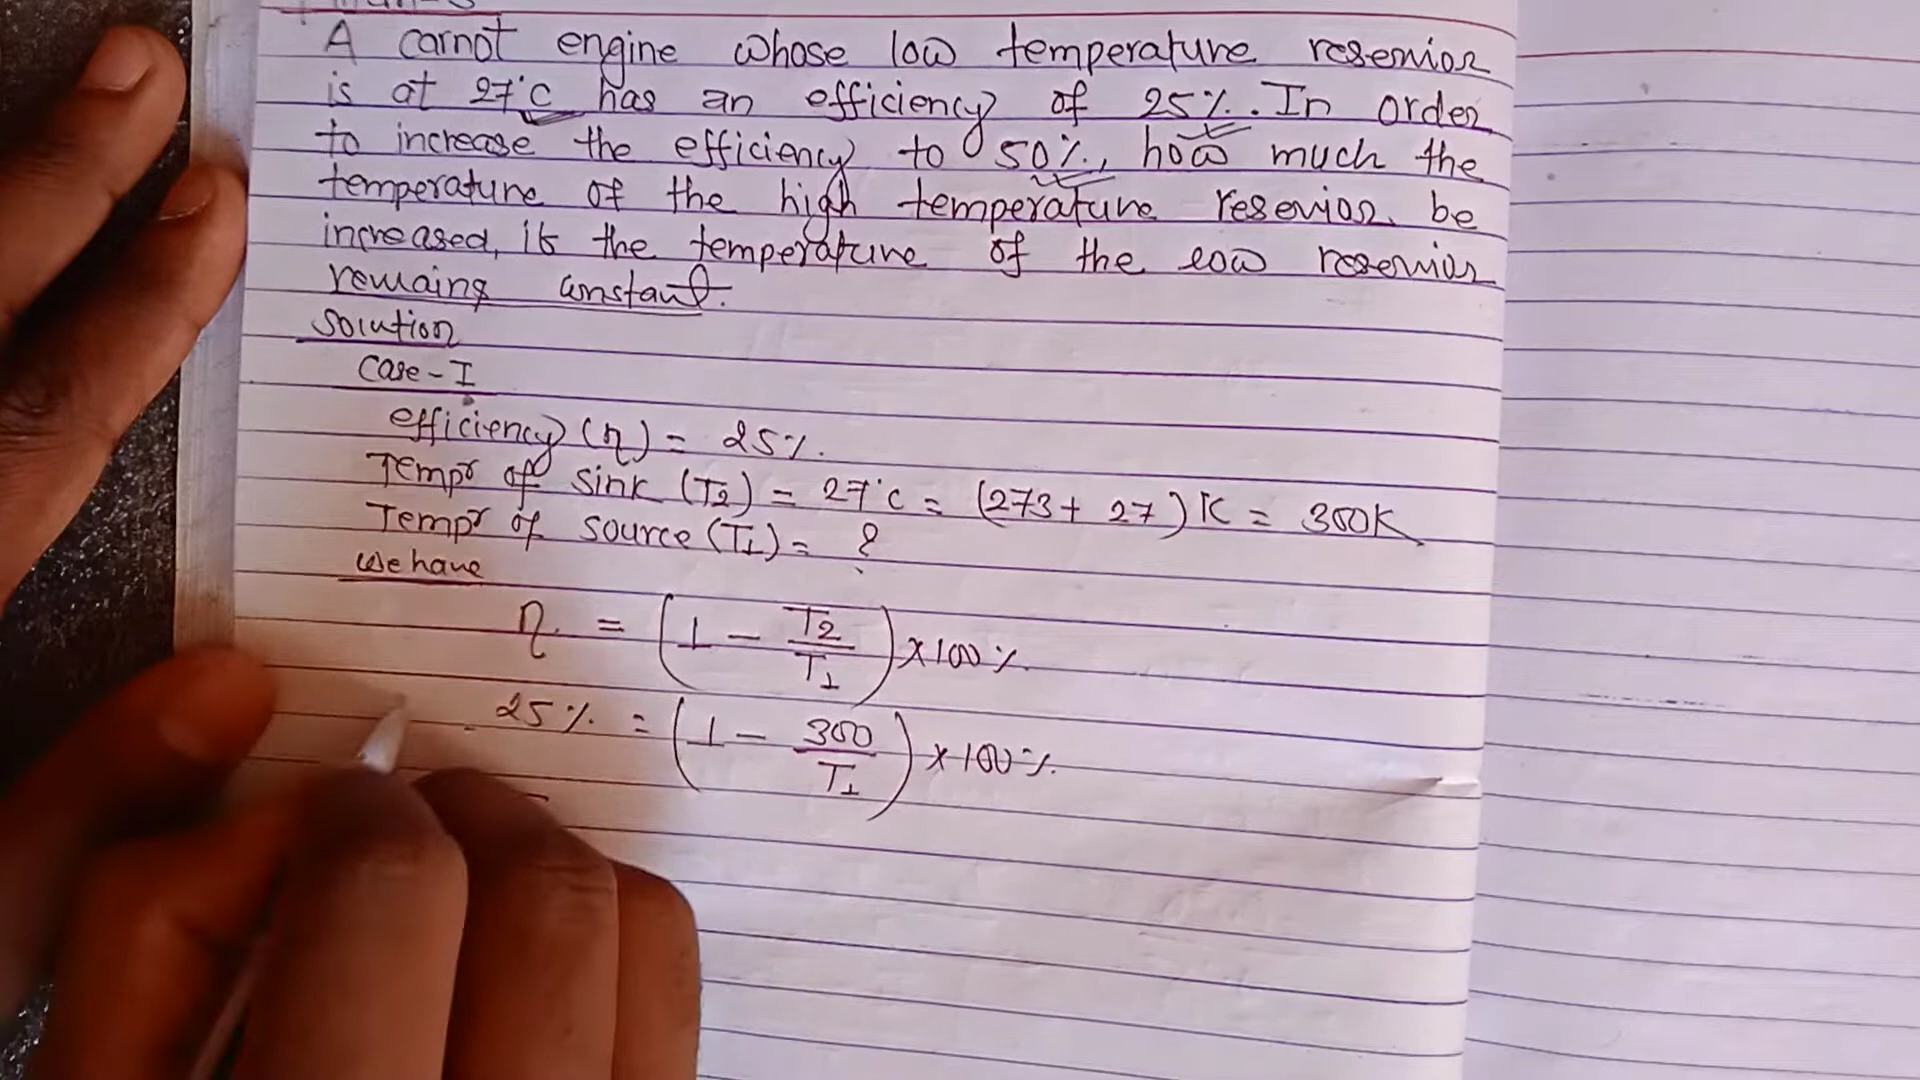 A carnot engine whose low temperature resevior
is at 27°C has an efficiency of 25%. In order
to increase the efficiency to 50%, how much the
temperature of the high temperature resevior be
increased, if the temperature of the low resevior
remains constant.
Solution
Case-I
efficiency (η) = 25%.
Tempr of sink (T2) = 27°C = (273 + 27) K = 300K
Tempr of source (T1) = ?
We have
η = (1 - T2/T1) × 100%.
25% = (1 - 300/T1) × 100%.